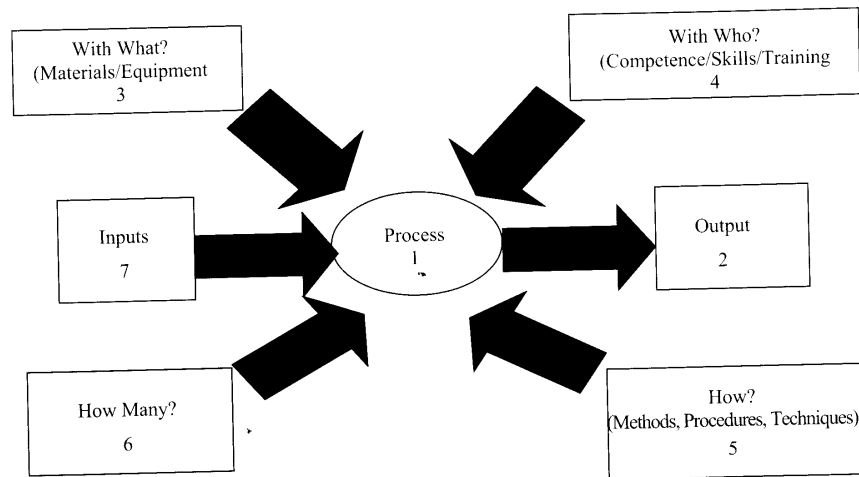 With What?
(Materials/Equipment
3
With Who?
(Competence/Skills/Training
4
Inputs
7
Process
1
Output
2
How Many?
6
How?
(Methods, Procedures, Techniques)
5